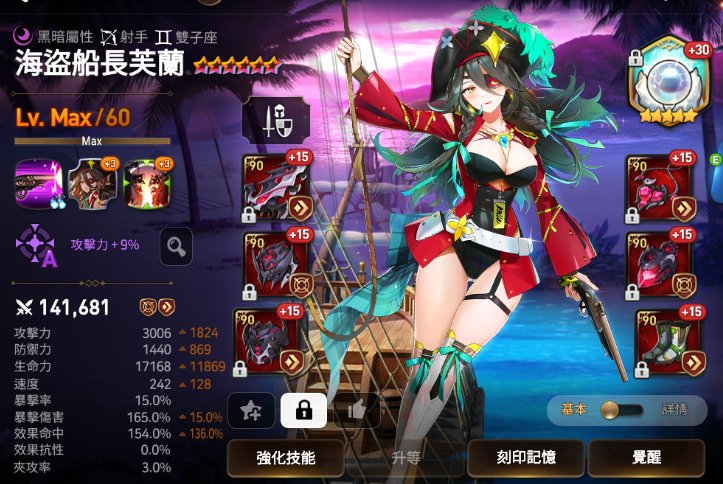 黑暗屬性 射手 雙子座
海盜船長芙蘭
Lv. Max/60
Max
+3
+3
A
攻擊力 +9%
141,681
攻擊力 3006 1824
防禦力 1440 869
生命力 17168 11869
速度 242 128
暴擊率 15.0%
暴擊傷害 165.0% 15.0%
效果命中 154.0% 136.0%
效果抗性 0.0%
夾攻率 3.0%
90 +15
90 +15
90 +15
+30
90 +15
90 +15
90 +15
E
基本 詳情
強化技能
升等
刻印記憶
覺醒